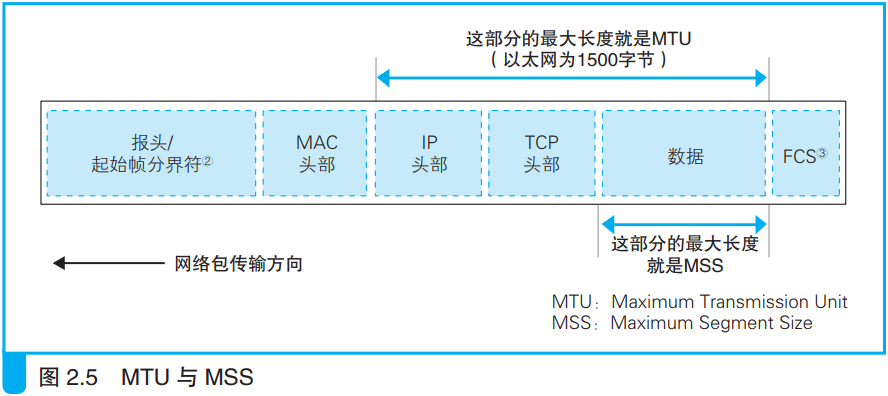 这部分的最大长度就是MTU
（以太网为1500字节）
报头/
起始帧分界符②
MAC
头部
IP
头部
TCP
头部
数据
FCS③
这部分的最大长度
就是MSS
网络包传输方向
MTU：Maximum Transmission Unit
MSS：Maximum Segment Size
图 2.5 MTU 与 MSS